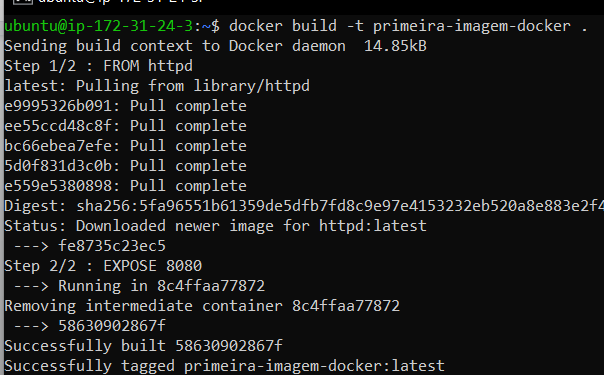 ubuntu@ip-172-31-24-3:~$ docker build -t primeira-imagem-docker .
Sending build context to Docker daemon  14.85kB
Step 1/2 : FROM httpd
latest: Pulling from library/httpd
e9995326b091: Pull complete
ee55ccd48c8f: Pull complete
bc66ebea7efe: Pull complete
5d0f831d3c0b: Pull complete
e559e5380898: Pull complete
Digest: sha256:5fa96551b61359de5dfb7fd8c9e97e4153232eb520a8e883e2f4
Status: Downloaded newer image for httpd:latest
 ---> fe8735c23ec5
Step 2/2 : EXPOSE 8080
 ---> Running in 8c4ffaa77872
Removing intermediate container 8c4ffaa77872
 ---> 58630902867f
Successfully built 58630902867f
Successfully tagged primeira-imagem-docker:latest